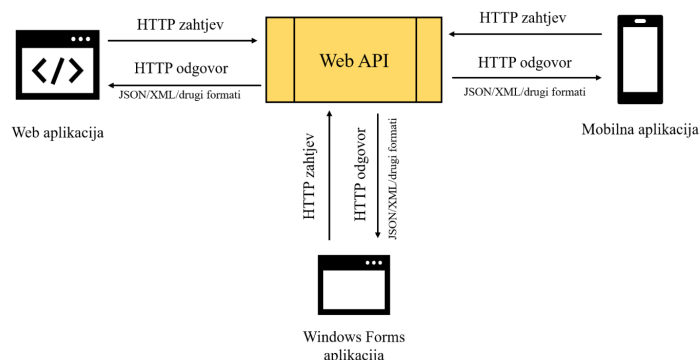 HTTP zahtjev
HTTP odgovor
JSON/XML/drugi formati
Web aplikacija
Web API
HTTP zahtjev
HTTP odgovor
JSON/XML/drugi formati
Mobilna aplikacija
HTTP zahtjev
HTTP odgovor
JSON/XML/drugi formati
Windows Forms
aplikacija